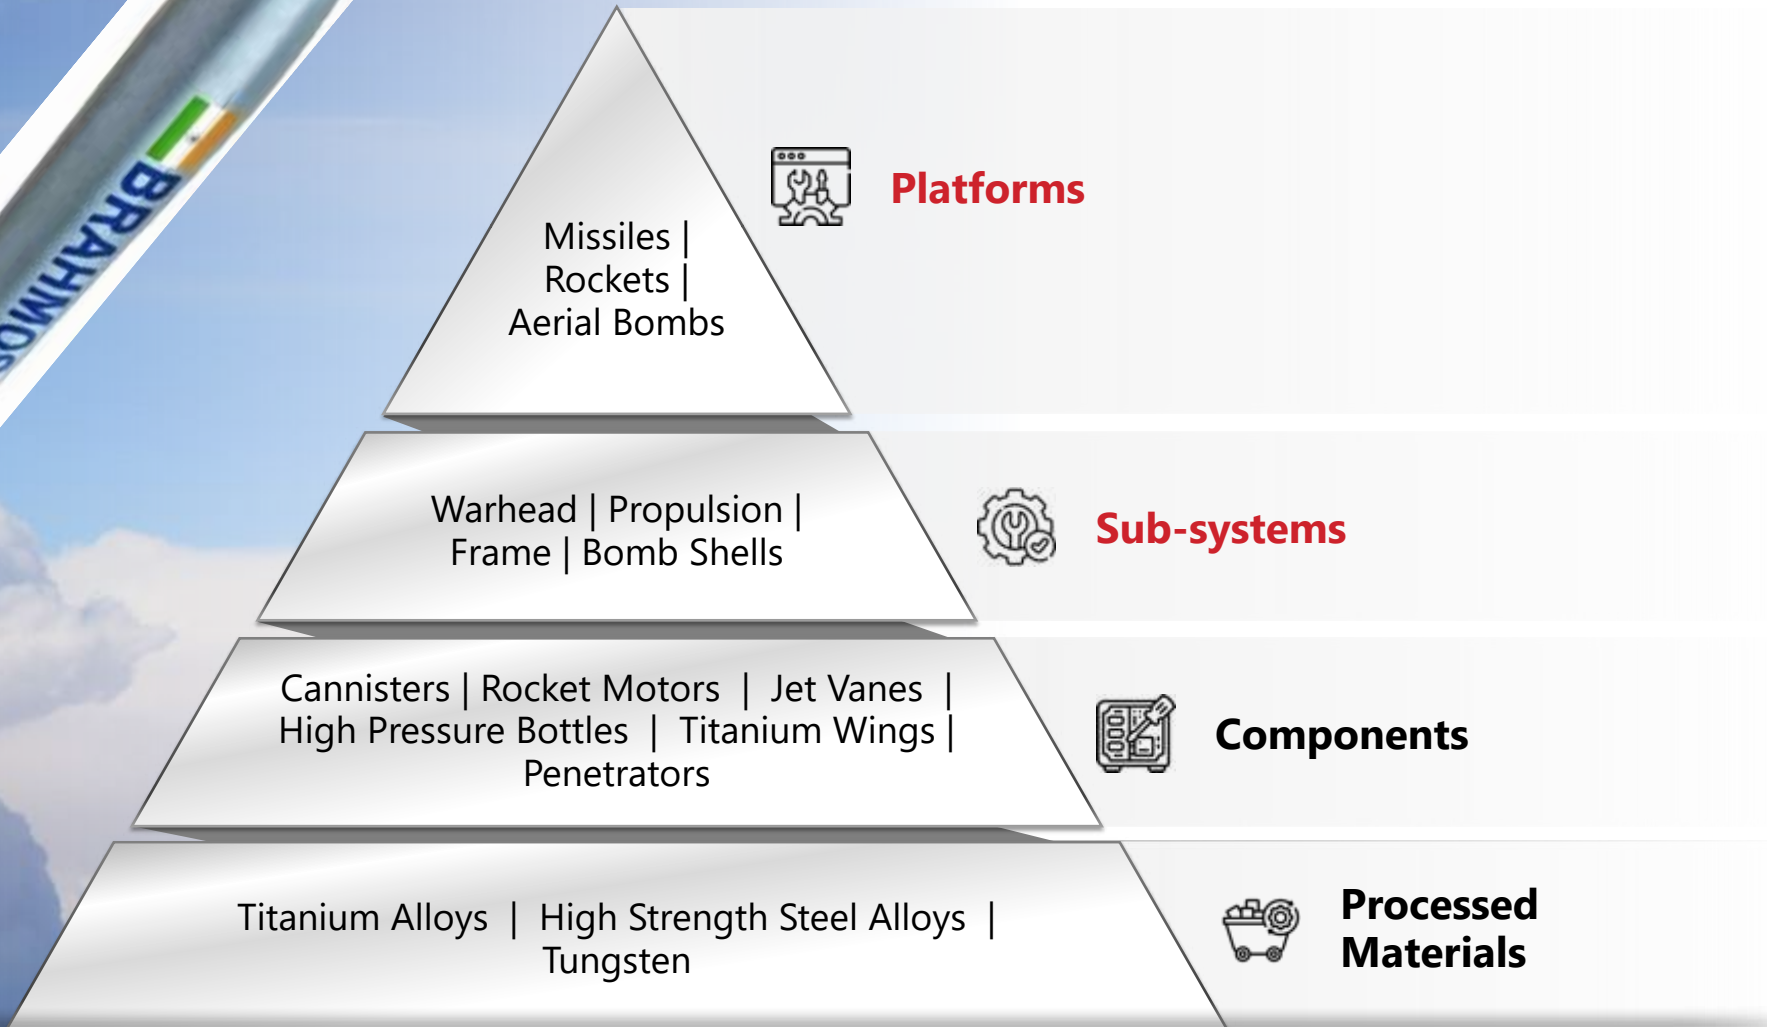 BRAHMOS
Missiles |
Rockets |
Aerial Bombs
Platforms
Warhead | Propulsion |
Frame | Bomb Shells
Sub-systems
Cannisters | Rocket Motors | Jet Vanes |
High Pressure Bottles | Titanium Wings |
Penetrators
Components
Titanium Alloys | High Strength Steel Alloys |
Tungsten
Processed
Materials